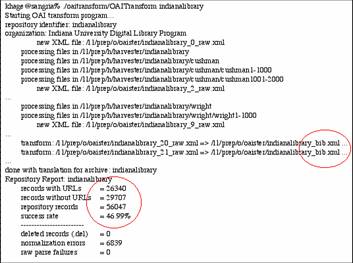 khage@sangria% ./oaitransform/OAITransform indianalibrary
Starting OAI transform program...
repository identifier: indianalibrary
organization: Indiana University Digital Library Program
new XML file: /l1/prep/o/oaister/indianalibrary_0_raw.xml
processing files in /l1/prep/h/harvester/indianalibrary
processing files in /l1/prep/h/harvester/indianalibrary/cushman
processing files in /l1/prep/h/harvester/indianalibrary/cushman/cushman1-1000
processing files in /l1/prep/h/harvester/indianalibrary/cushman/cushman1001-2000
new XML file: /l1/prep/o/oaister/indianalibrary_2_raw.xml
...
processing files in /l1/prep/h/harvester/indianalibrary/wright
processing files in /l1/prep/h/harvester/indianalibrary/wright/wright1-1000
new XML file: /l1/prep/o/oaister/indianalibrary_9_raw.xml
...
transform: /l1/prep/o/oaister/indianalibrary_20_raw.xml => /l1/prep/o/oaister/indianalibrary_bib.xml ...
transform: /l1/prep/o/oaister/indianalibrary_21_raw.xml => /l1/prep/o/oaister/indianalibrary_bib.xml ...
...
done with translation for archive: indianalibrary
Repository Report: indianalibrary
records with URLs = 26340
records without URLs = 29707
repository records = 56047
success rate = 46.99%
-----------------------
deleted records (.del) = 0
normalization errors = 6839
raw parse failures = 0